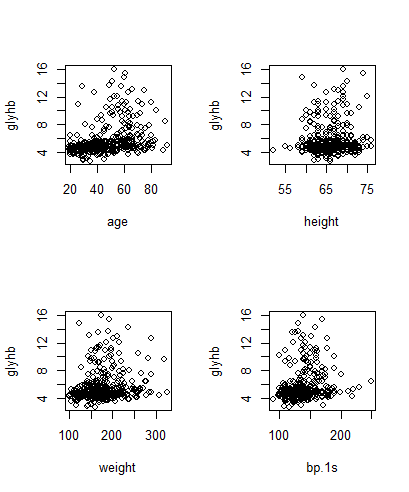 glyhb
4 8 12 16
20 40 60 80
age
glyhb
4 8 12 16
55 65 75
height
glyhb
4 8 12 16
100 200 300
weight
glyhb
4 8 12 16
100 200
bp.1s